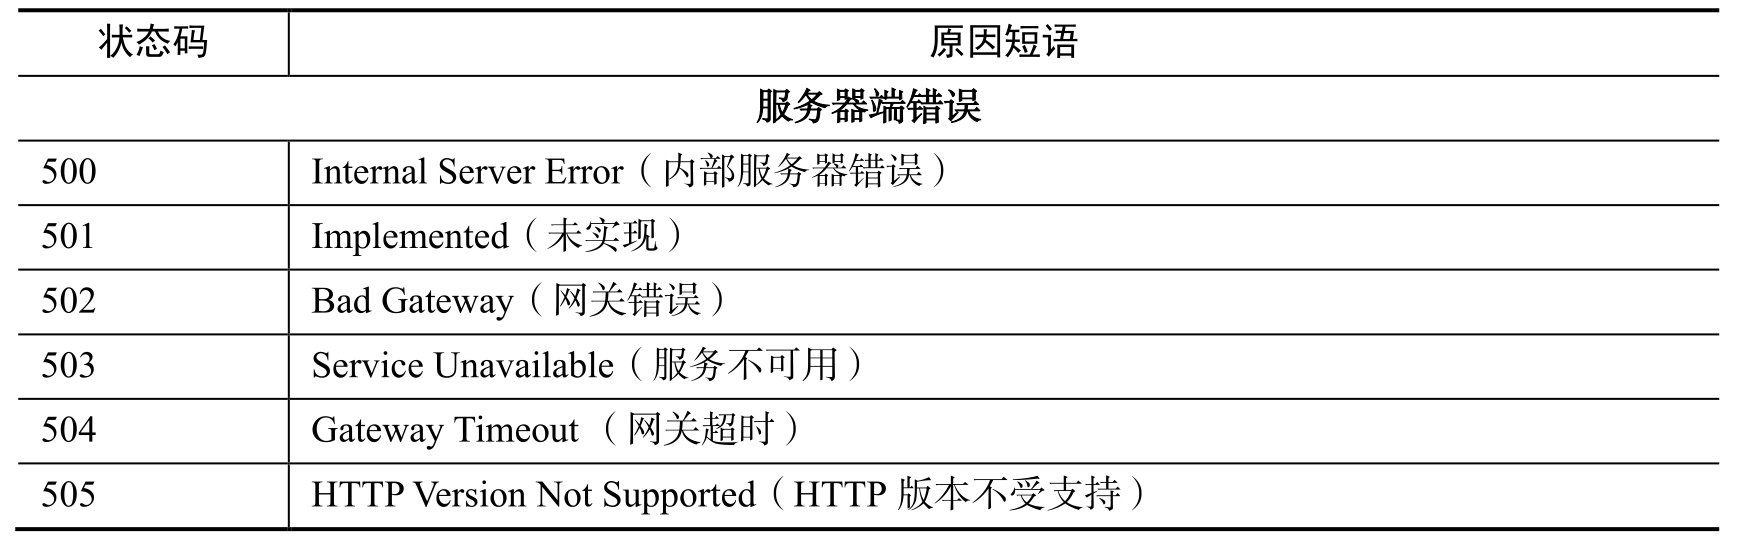 状态码 原因短语
服务器端错误
500 Internal Server Error（内部服务器错误）
501 Implemented（未实现）
502 Bad Gateway（网关错误）
503 Service Unavailable（服务不可用）
504 Gateway Timeout （网关超时）
505 HTTP Version Not Supported（HTTP 版本不受支持）